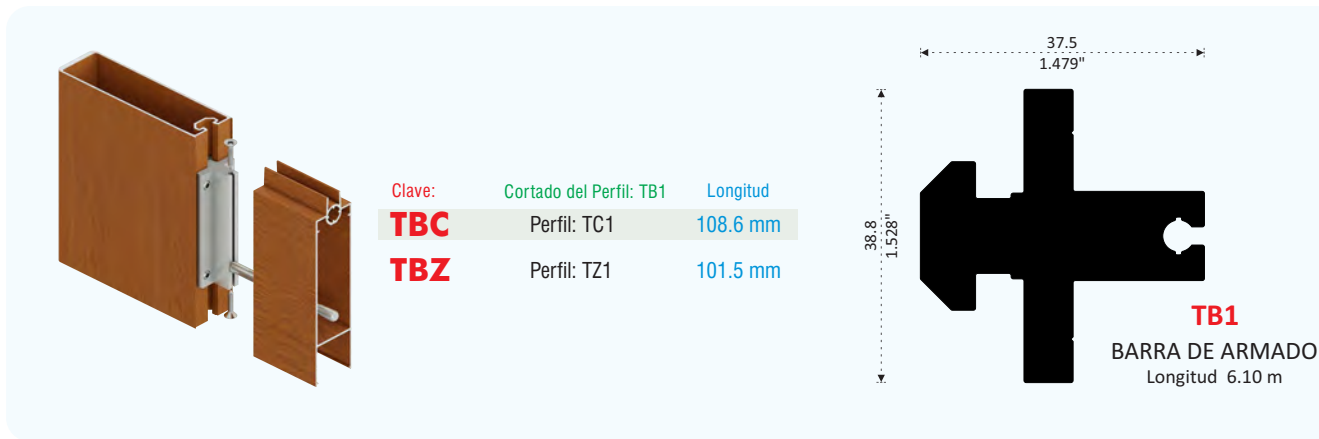 Clave: Cortado del Perfil: TB1 Longitud
TBC Perfil: TC1 108.6 mm
TBZ Perfil: TZ1 101.5 mm
37.5
1.479"
38.8
1.528"
TB1
BARRA DE ARMADO
Longitud 6.10 m